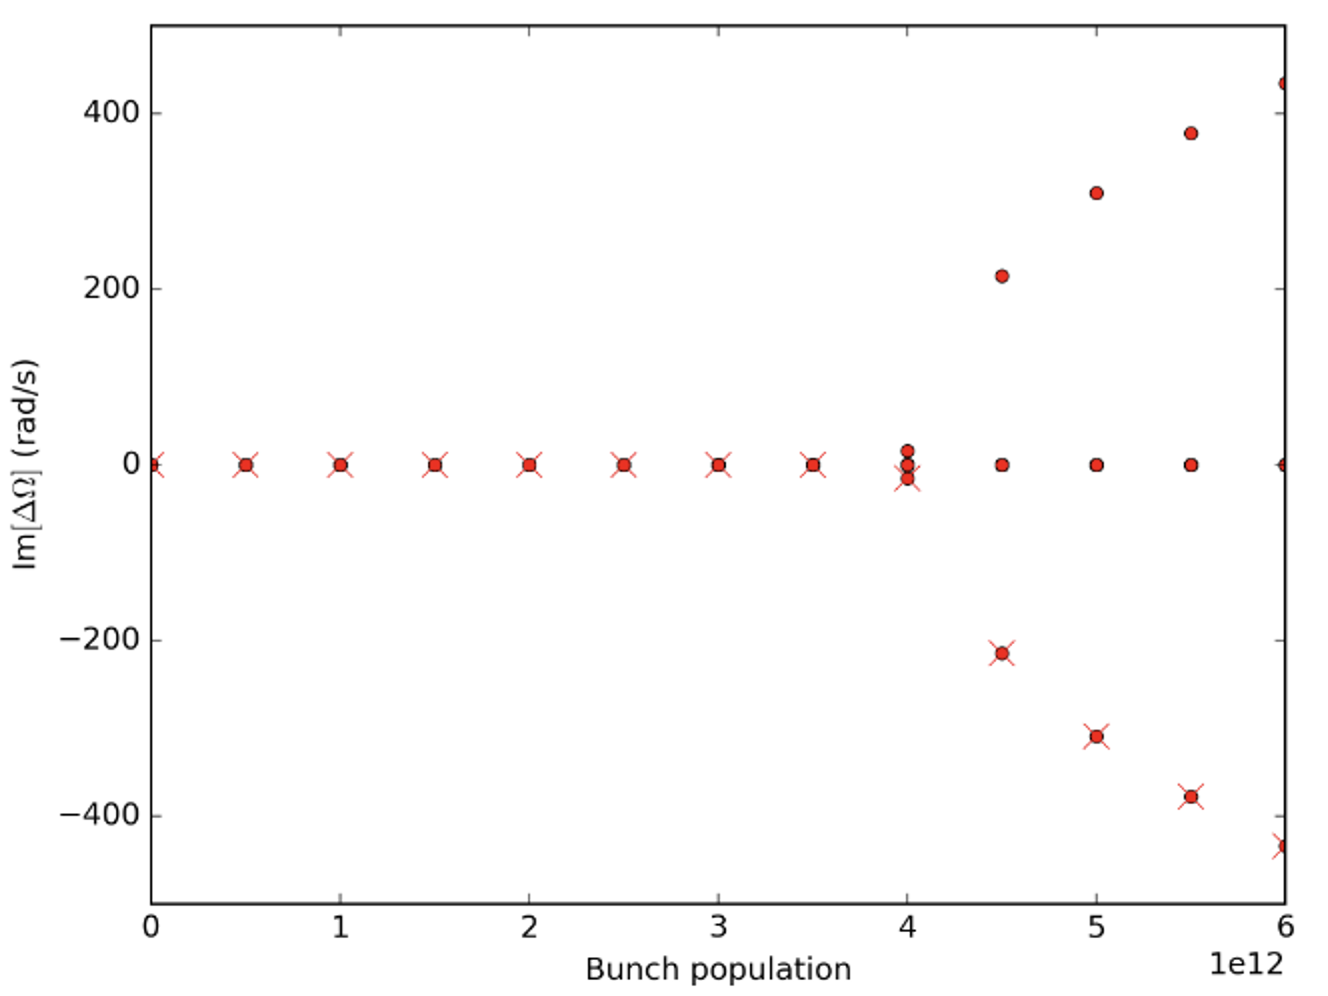 400
200
0
−200
−400
Im[ΔΩ] (rad/s)
0 1 2 3 4 5 6
1e12
Bunch population